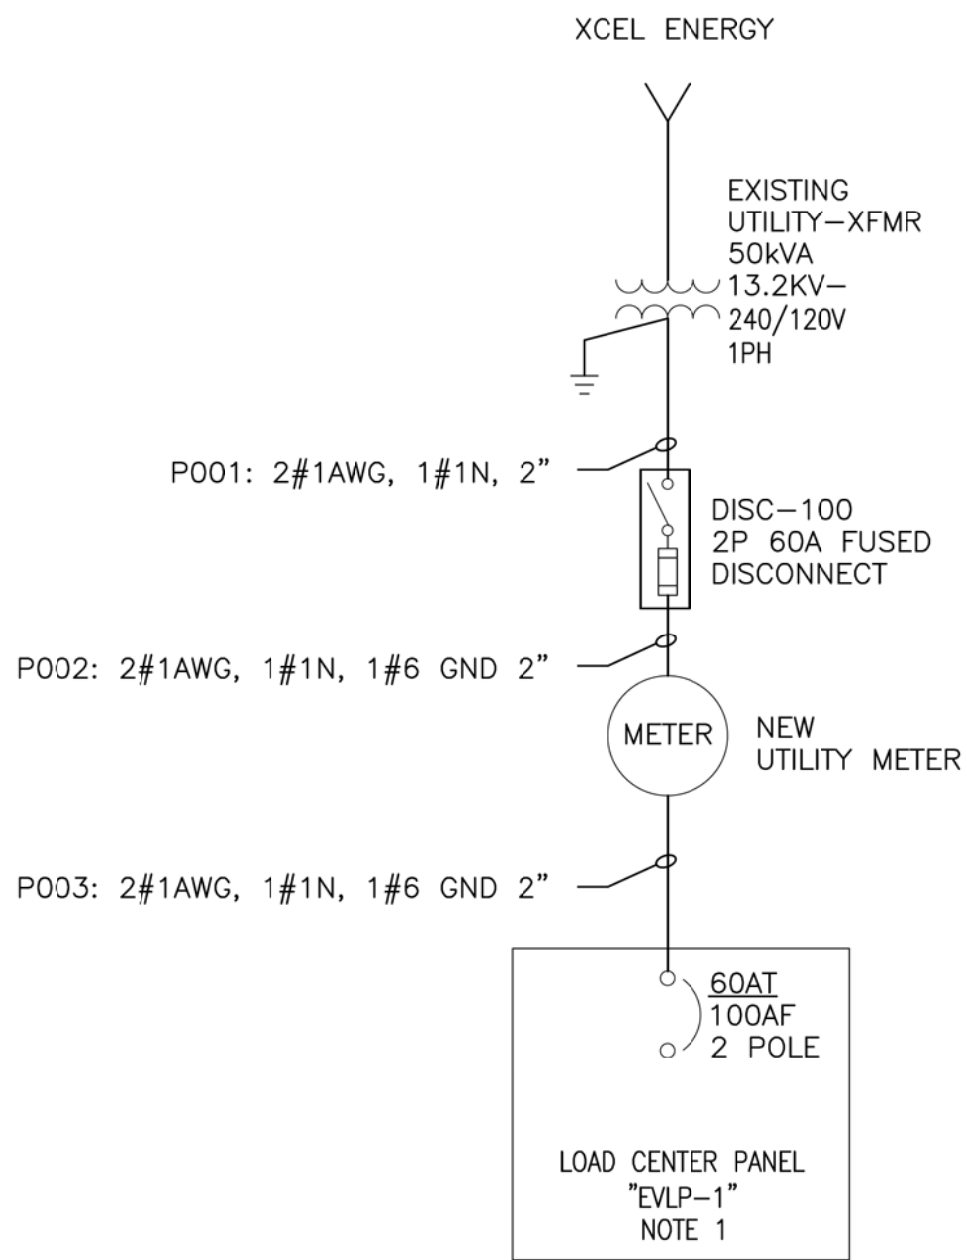 XCEL ENERGY
EXISTING
UTILITY-XFMR
50kVA
13.2KV-
240/120V
1PH
P001: 2#1AWG, 1#1N, 2"
DISC-100
2P 60A FUSED
DISCONNECT
P002: 2#1AWG, 1#1N, 1#6 GND 2"
METER
NEW
UTILITY METER
P003: 2#1AWG, 1#1N, 1#6 GND 2"
60AT
100AF
2 POLE
LOAD CENTER PANEL
"EVLP-1"
NOTE 1